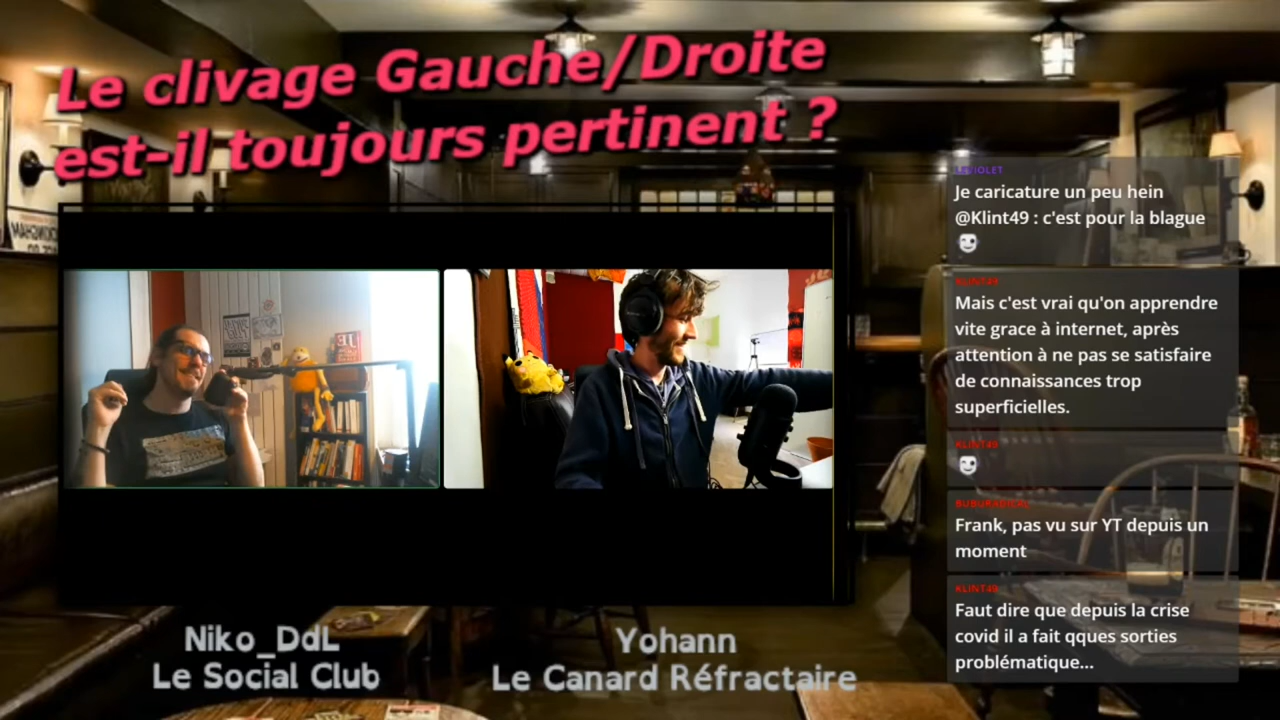 Le clivage Gauche/Droite
est-il toujours pertinent ?
Je caricature un peu hein
@Klint49 : c'est pour la blague
KLINT49
Mais c'est vrai qu'on apprendre
vite grace à internet, après
attention à ne pas se satisfaire
de connaissances trop
superficielles.
KLINT49
Frank, pas vu sur YT depuis un
moment
KLINT49
Faut dire que depuis la crise
covid il a fait qques sorties
problématique...
Niko_DdL
Le Social Club
Yohann
Le Canard Réfractaire